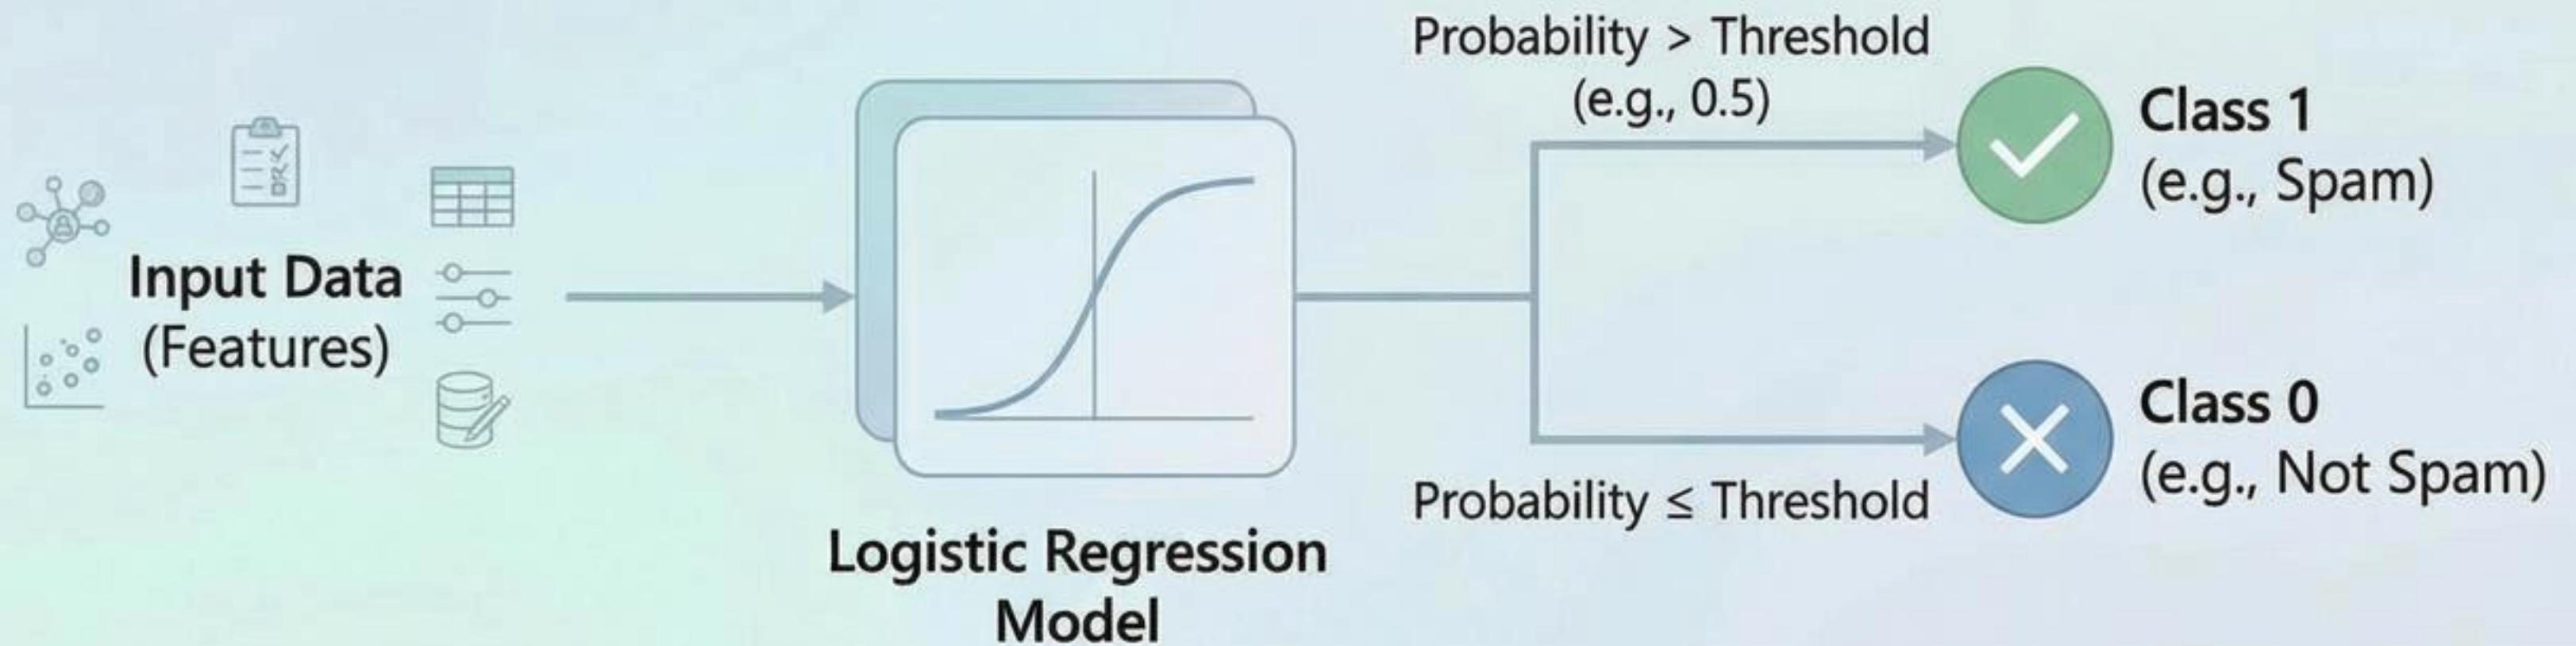 Input Data
(Features)
Logistic Regression
Model
Probability > Threshold
(e.g., 0.5)
Class 1
(e.g., Spam)
Probability ≤ Threshold
Class 0
(e.g., Not Spam)